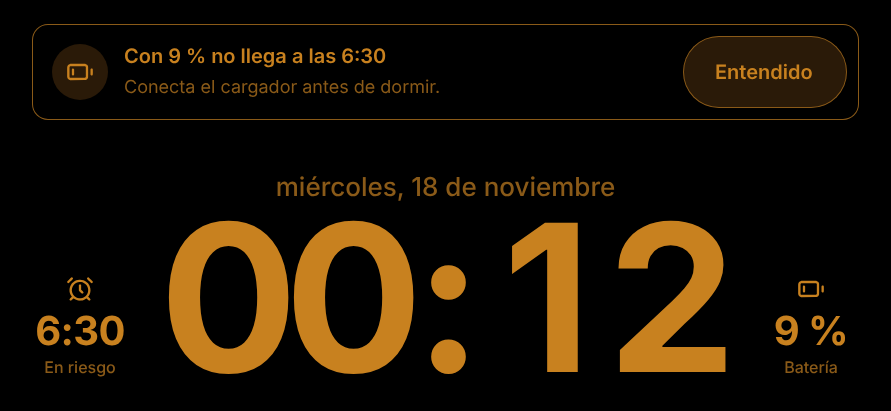 Con 9 % no llega a las 6:30
Conecta el cargador antes de dormir.
Entendido
miércoles, 18 de noviembre
00:12
6:30
En riesgo
9 %
Batería